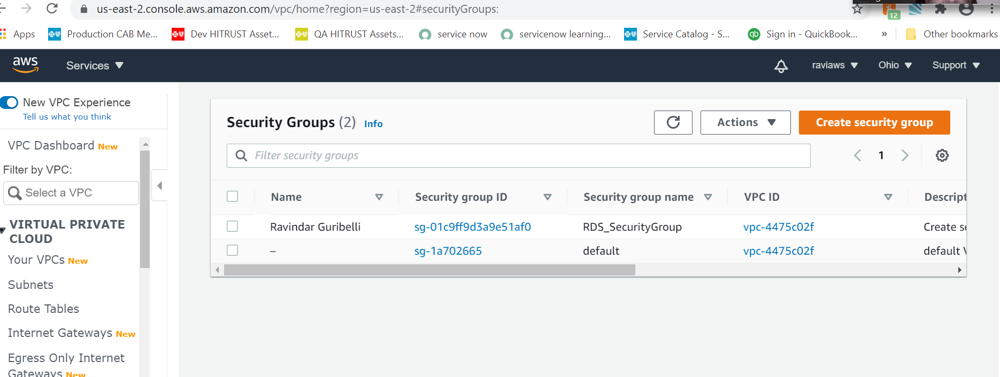 us-east-2.console.aws.amazon.com/vpc/home?region=us-east-2#securityGroups:
12
Apps Production CAB Me... Dev HITRUST Asset... QA HITRUST Assets... service now servicenow learning... Service Catalog - S... qb Sign in - QuickBook... » Other bookmarks
aws Services raviaws Ohio Support
New VPC Experience
Tell us what you think
VPC Dashboard New
Filter by VPC:
Select a VPC
VIRTUAL PRIVATE
CLOUD
Your VPCs New
Subnets
Route Tables
Internet Gateways New
Egress Only Internet
Gateways New
Security Groups (2) Info Actions Create security group
Filter security groups 1
Name Security group ID Security group name VPC ID Descript
Ravindar Guribelli sg-01c9ff9d3a9e51af0 RDS_SecurityGroup vpc-4475c02f Create se
– sg-1a702665 default vpc-4475c02f default V